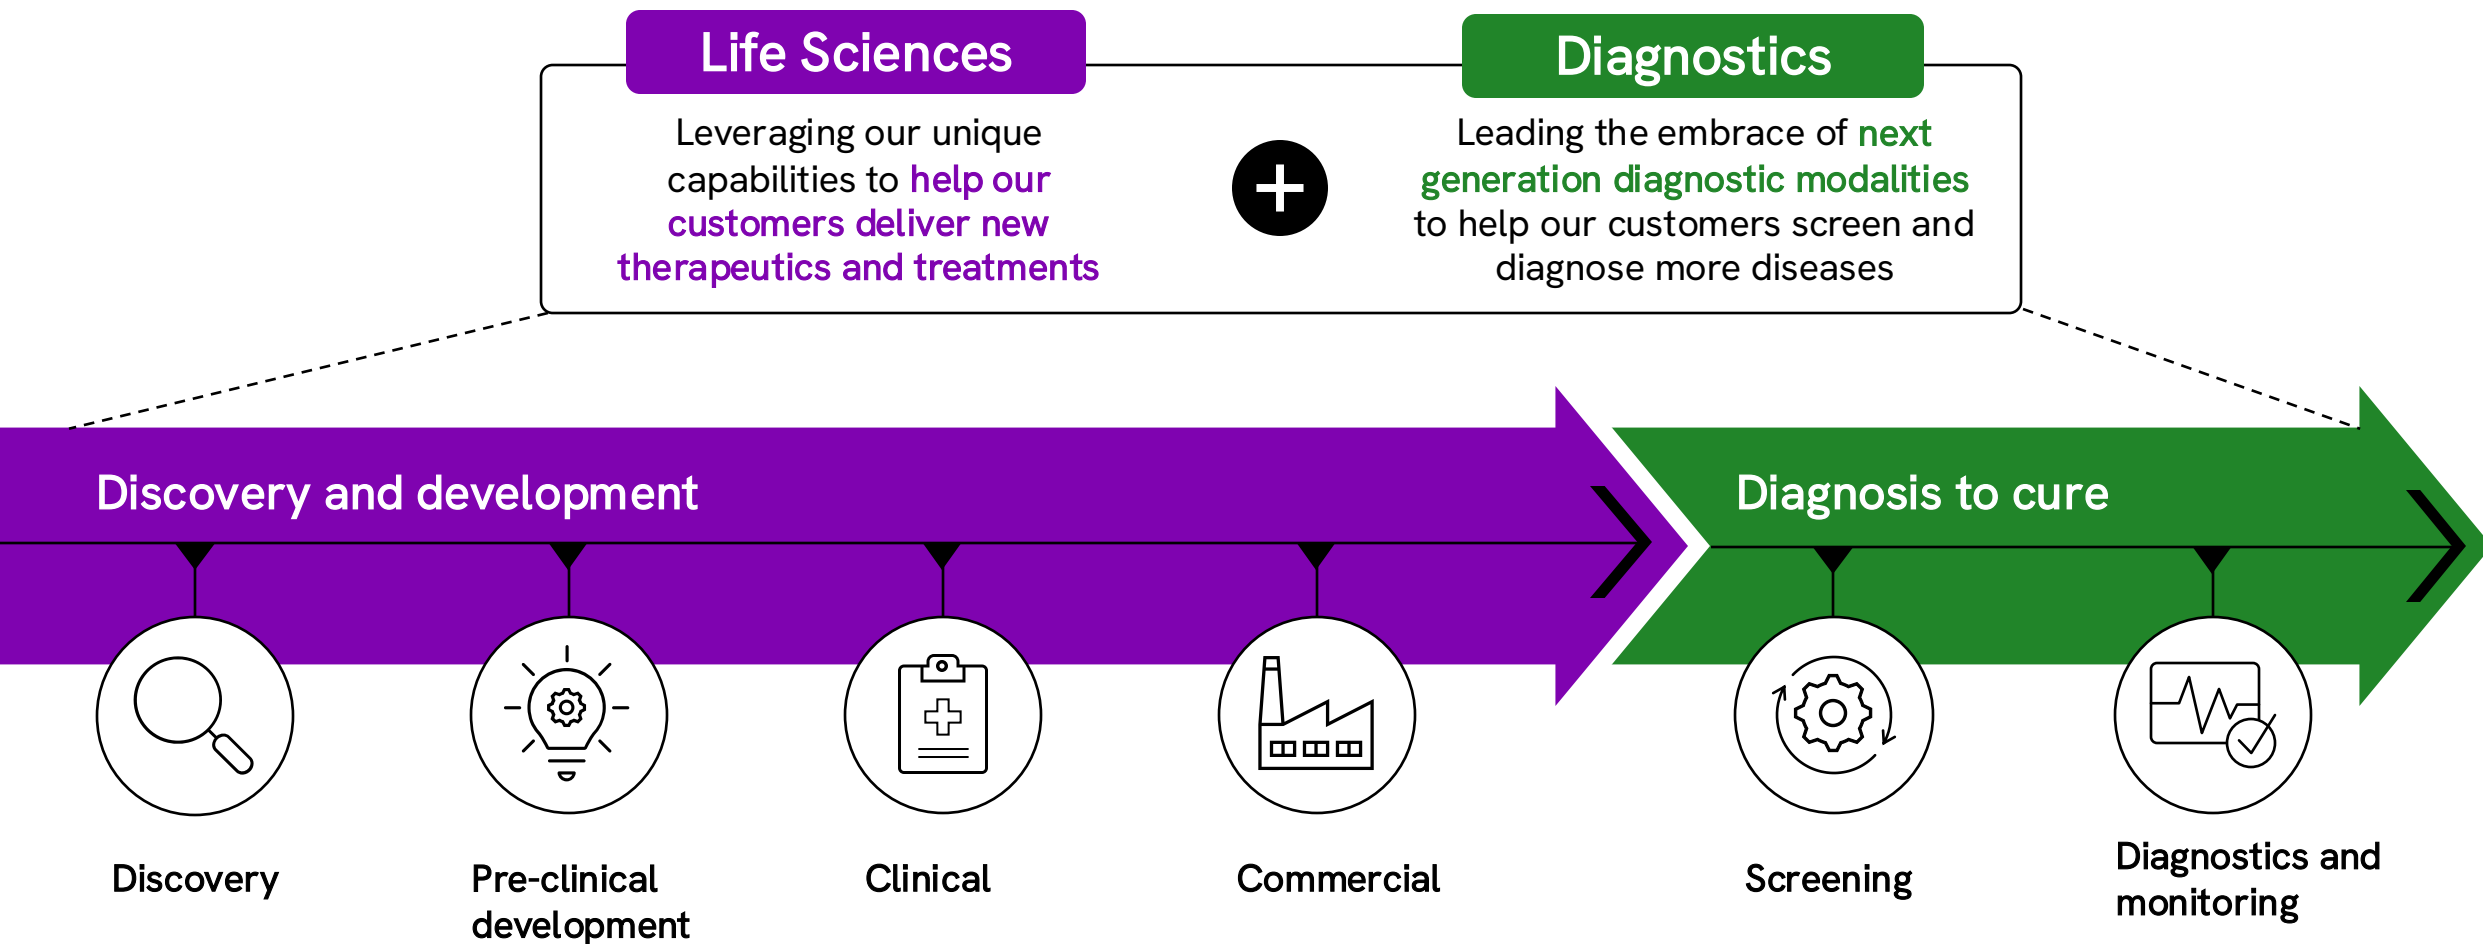 Life Sciences
Leveraging our unique
capabilities to help our
customers deliver new
therapeutics and treatments
Diagnostics
Leading the embrace of next
generation diagnostic modalities
to help our customers screen and
diagnose more diseases
Discovery and development
Diagnosis to cure
Discovery
Pre-clinical
development
Clinical
Commercial
Screening
Diagnostics and
monitoring